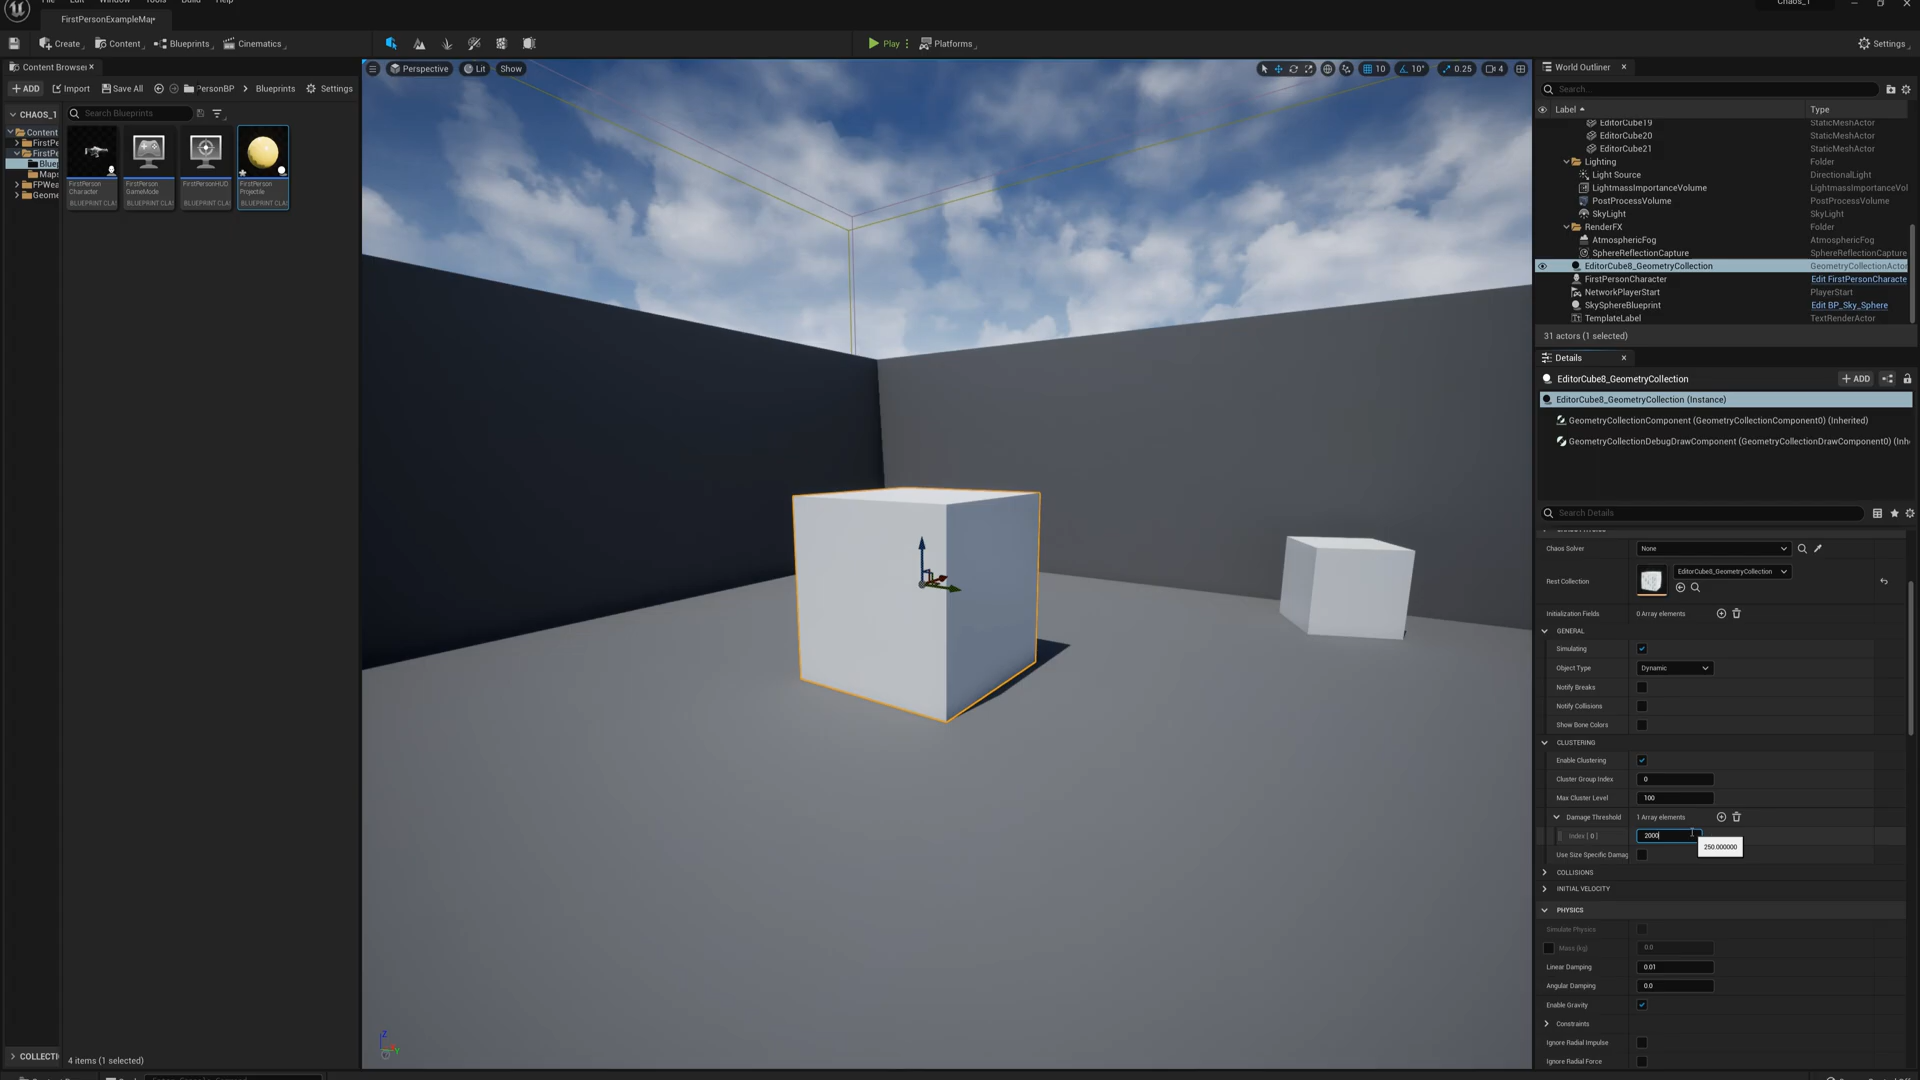 File Edit Window Tools Build Help
Chaos_1
FirstPersonExampleMap*
Create
Content
Blueprints
Cinematics
Play
Platforms
Settings
Content Browser
ADD
Import
Save All
PersonBP
Blueprints
Settings
CHAOS_1
Search Blueprints
Content
FirstPe
FirstPe
Bluep
Maps
FPWea
Geome
FirstPerson
Character
BLUEPRINT CLA
FirstPerson
GameMode
BLUEPRINT CLA
FirstPersonHUD
BLUEPRINT CLA
FirstPerson
Projectile
BLUEPRINT CLA
COLLECTI
4 items (1 selected)
Perspective
Lit
Show
10
10°
0.25
4
Z
Y
World Outliner
Search...
Label
Type
EditorCube19 StaticMeshActor
EditorCube20 StaticMeshActor
EditorCube21 StaticMeshActor
Lighting Folder
Light Source DirectionalLight
LightmassImportanceVolume LightmassImportanceVol
PostProcessVolume PostProcessVolume
SkyLight SkyLight
RenderFX Folder
AtmosphericFog AtmosphericFog
SphereReflectionCapture SphereReflectionCapture
EditorCube8_GeometryCollection GeometryCollectionActo
FirstPersonCharacter Edit FirstPersonCharacte
NetworkPlayerStart PlayerStart
SkySphereBlueprint Edit BP_Sky_Sphere
TemplateLabel TextRenderActor
31 actors (1 selected)
Details
EditorCube8_GeometryCollection
ADD
EditorCube8_GeometryCollection (Instance)
GeometryCollectionComponent (GeometryCollectionComponent0) (Inherited)
GeometryCollectionDebugDrawComponent (GeometryCollectionDrawComponent0) (Inh
Search Details
Chaos Solver None
Rest Collection EditorCube8_GeometryCollection
Initialization Fields 0 Array elements
GENERAL
Simulating
Object Type Dynamic
Notify Breaks
Notify Collisions
Show Bone Colors
CLUSTERING
Enable Clustering
Cluster Group Index 0
Max Cluster Level 100
Damage Threshold 1 Array elements
Index [ 0 ] 2000
250.000000
Use Size Specific Damag
COLLISIONS
INITIAL VELOCITY
PHYSICS
Simulate Physics
Mass (kg) 0.0
Linear Damping 0.01
Angular Damping 0.0
Enable Gravity
Constraints
Ignore Radial Impulse
Ignore Radial Force